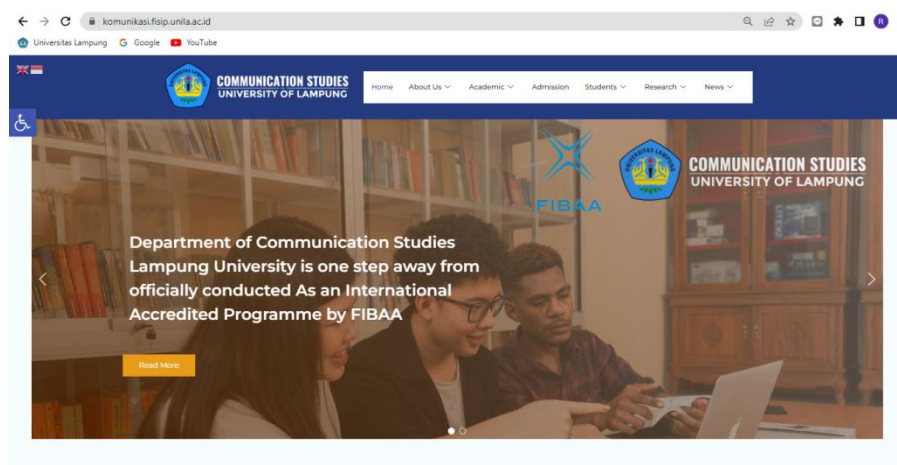 komunikasi.fisip.unila.ac.id
R
Universitas Lampung Google YouTube
COMMUNICATION STUDIES
UNIVERSITY OF LAMPUNG
Home About Us Academic Admission Students Research News
FIBAA
COMMUNICATION STUDIES
UNIVERSITY OF LAMPUNG
Department of Communication Studies
Lampung University is one step away from
officially conducted As an International
Accredited Programme by FIBAA
Read More